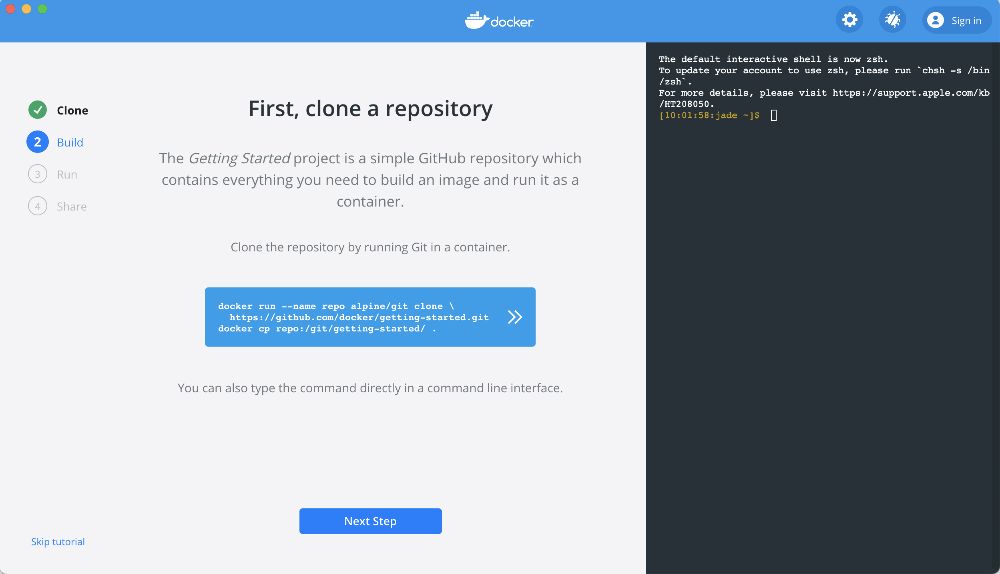 docker
Sign in
Clone
2 Build
3 Run
4 Share
Skip tutorial
First, clone a repository
The Getting Started project is a simple GitHub repository which
contains everything you need to build an image and run it as a
container.
Clone the repository by running Git in a container.
docker run --name repo alpine/git clone \
  https://github.com/docker/getting-started.git
docker cp repo:/git/getting-started/ .
You can also type the command directly in a command line interface.
Next Step
The default interactive shell is now zsh.
To update your account to use zsh, please run `chsh -s /bin
/zsh`.
For more details, please visit https://support.apple.com/kb
/HT208050.
[10:01:58:jade ~]$